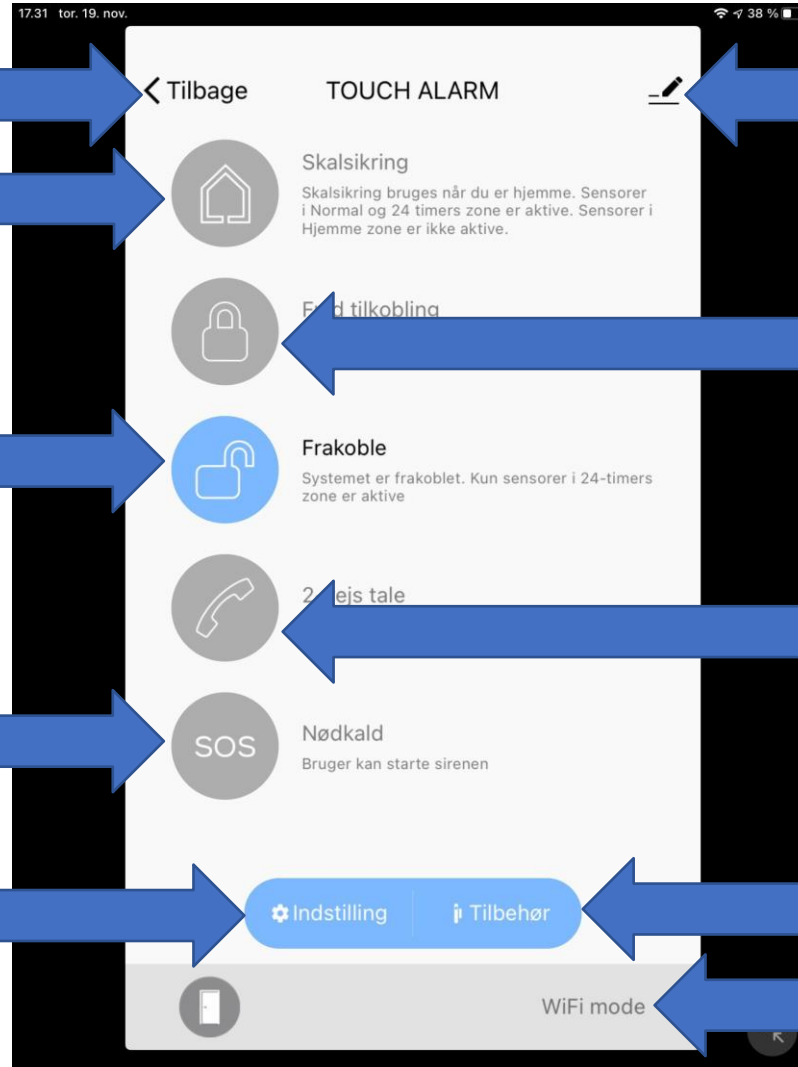 17.31 tor. 19. nov.
38 %
Tilbage
TOUCH ALARM
Skalsikring
Skalsikring bruges når du er hjemme. Sensorer
i Normal og 24 timers zone er aktive. Sensorer i
Hjemme zone er ikke aktive.
tilkobling
Frakoble
Systemet er frakoblet. Kun sensorer i 24-timers
zone er aktive
2 ejs tale
SOS
Nødkald
Bruger kan starte sirenen
Indstilling
Tilbehør
WiFi mode